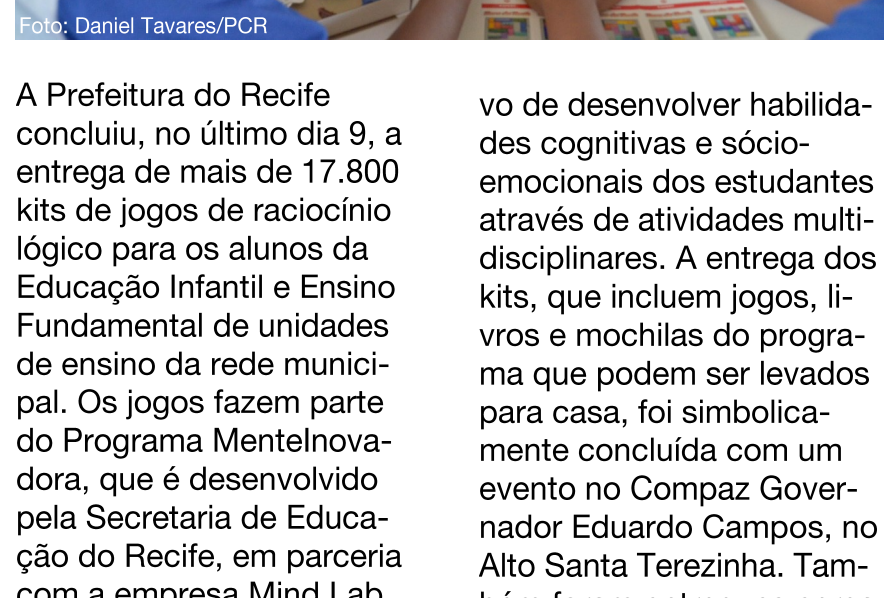 Foto: Daniel Tavares/PCR
A Prefeitura do Recife
concluiu, no último dia 9, a
entrega de mais de 17.800
kits de jogos de raciocínio
lógico para os alunos da
Educação Infantil e Ensino
Fundamental de unidades
de ensino da rede munici-
pal. Os jogos fazem parte
do Programa MenteInova-
dora, que é desenvolvido
pela Secretaria de Educa-
ção do Recife, em parceria
com a empresa Mind Lab
vo de desenvolver habilida-
des cognitivas e sócio-
emocionais dos estudantes
através de atividades multi-
disciplinares. A entrega dos
kits, que incluem jogos, li-
vros e mochilas do progra-
ma que podem ser levados
para casa, foi simbolica-
mente concluída com um
evento no Compaz Gover-
nador Eduardo Campos, no
Alto Santa Terezinha. Tam-